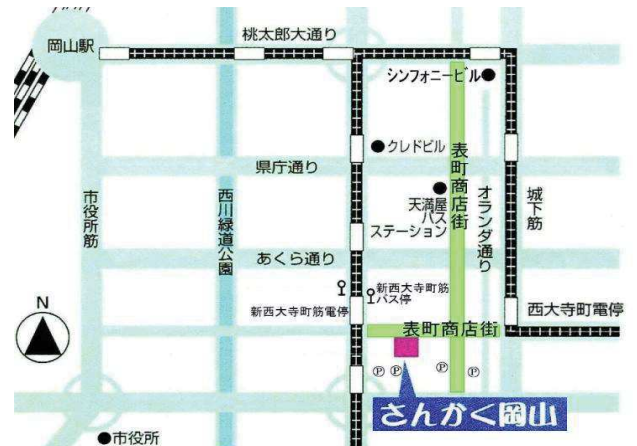 桃太郎大通り
岡山駅
シンフォニービル
クレドビル
表町商店街
県庁通り
天満屋
バス
ステーション
市役所筋
西川緑道公園
オランダ通り
城下筋
あくら通り
新西大寺町筋
バス停
新西大寺町筋電停
西大寺町電停
表町商店街
N
Ⓟ Ⓟ Ⓟ Ⓟ
さんかく岡山
市役所